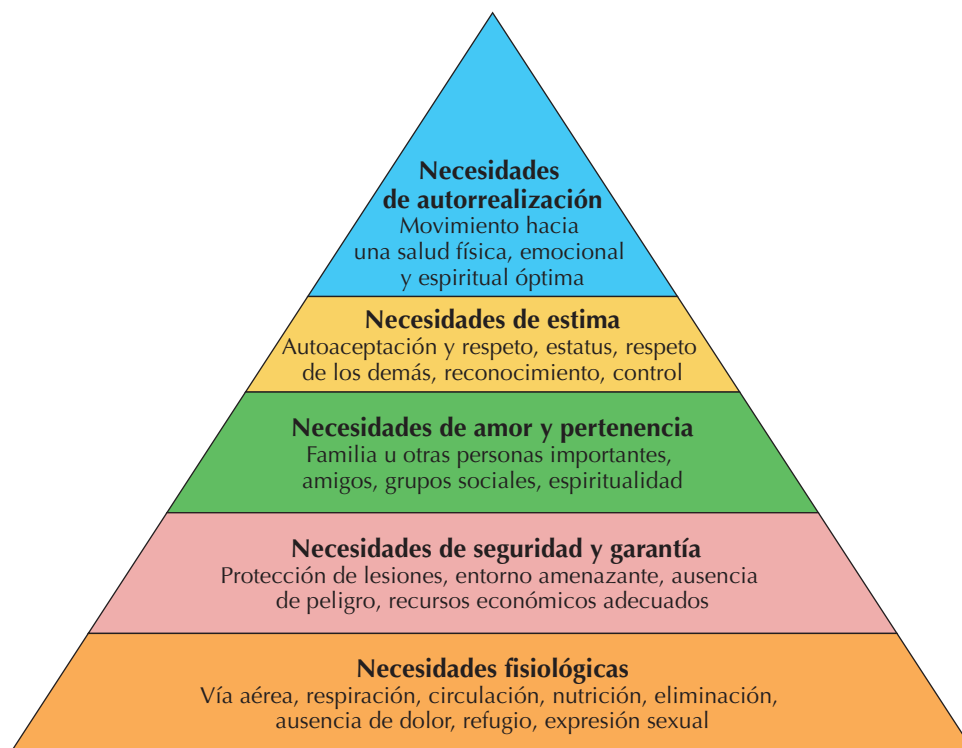 Necesidades
de autorrealización
Movimiento hacia
una salud física, emocional
y espiritual óptima
Necesidades de estima
Autoaceptación y respeto, estatus, respeto
de los demás, reconocimiento, control
Necesidades de amor y pertenencia
Familia u otras personas importantes,
amigos, grupos sociales, espiritualidad
Necesidades de seguridad y garantía
Protección de lesiones, entorno amenazante, ausencia
de peligro, recursos económicos adecuados
Necesidades fisiológicas
Vía aérea, respiración, circulación, nutrición, eliminación,
ausencia de dolor, refugio, expresión sexual